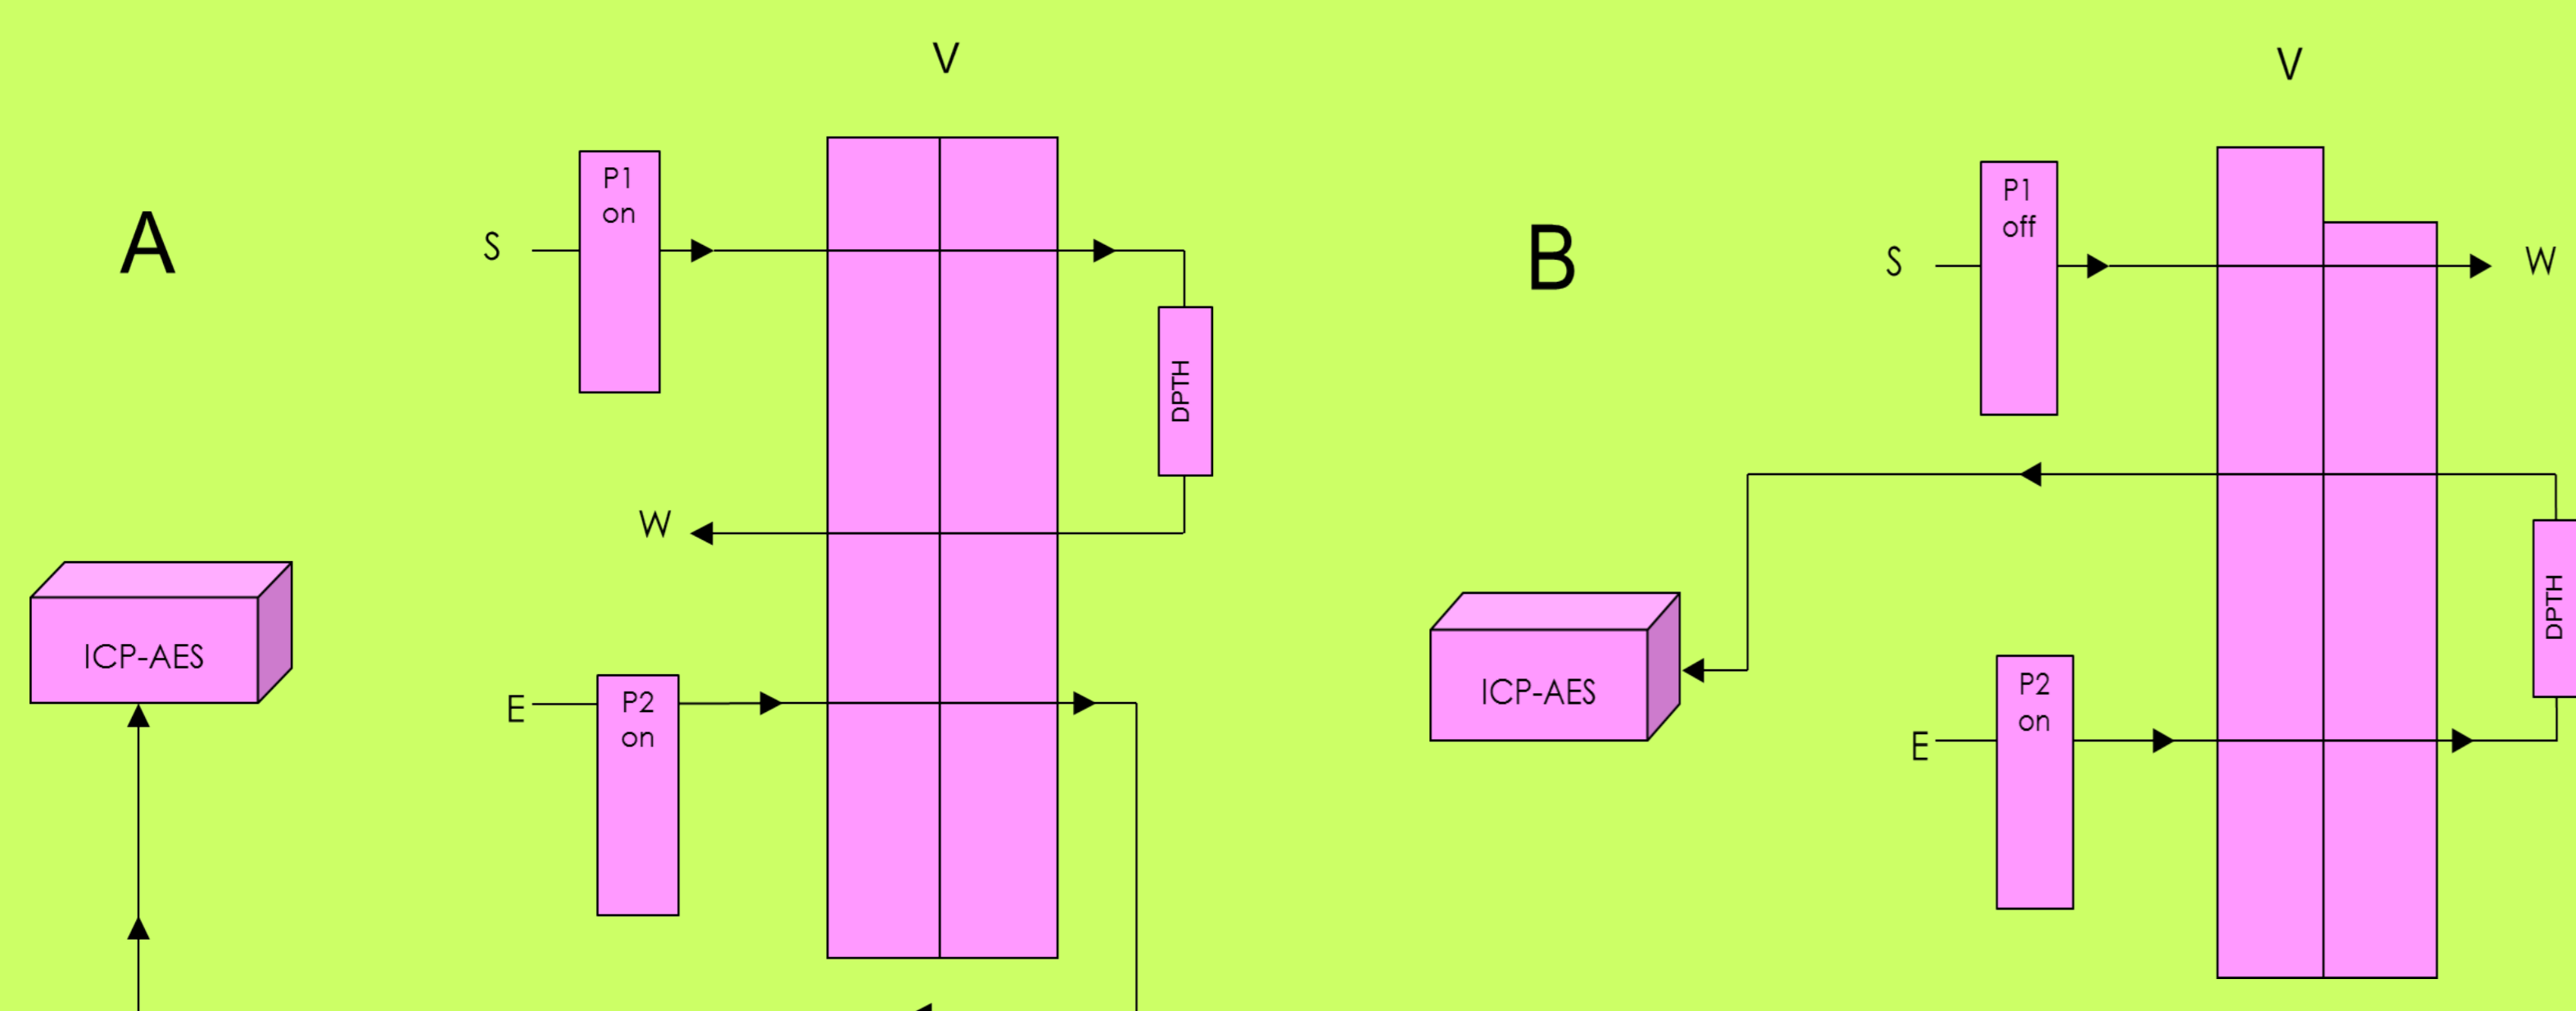 V
P1
on
A
S
DPTH
W
ICP-AES
E
P2
on
V
P1
off
B
S
W
DPTH
ICP-AES
P2
on
E